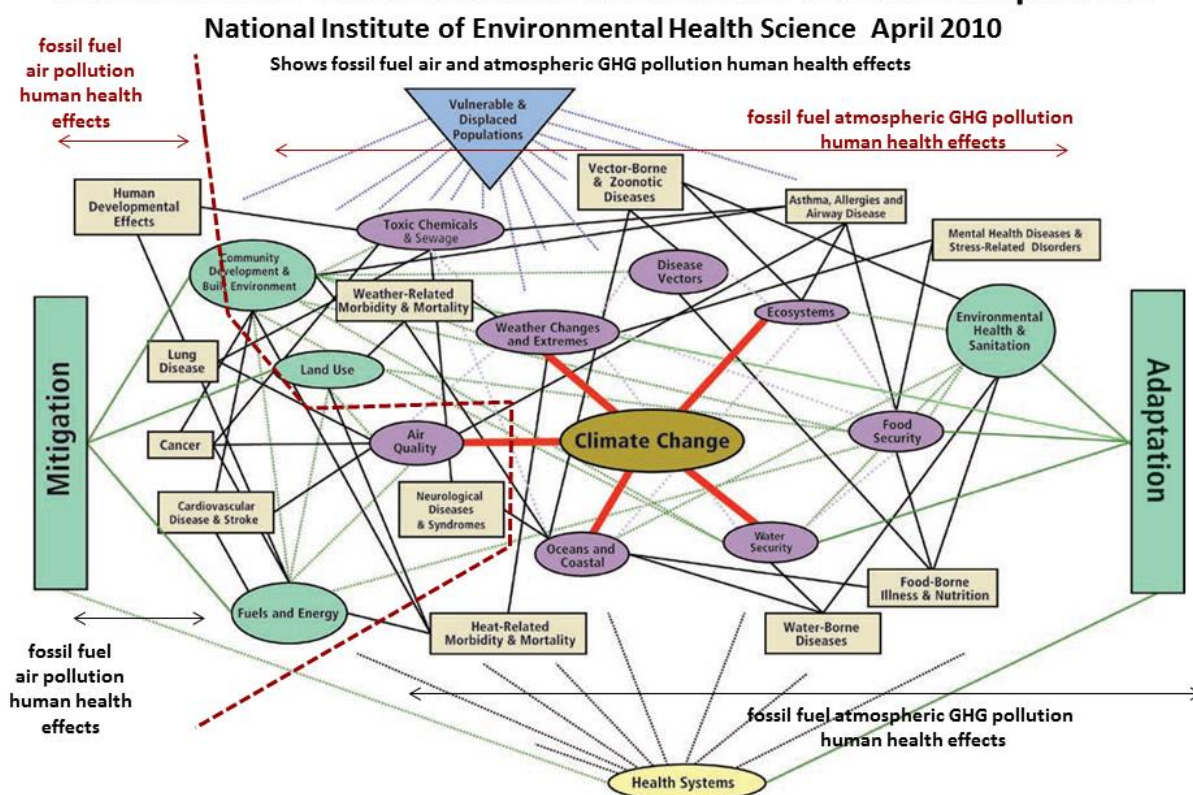 National Institute of Environmental Health Science April 2010
Shows fossil fuel air and atmospheric GHG pollution human health effects
fossil fuel
air pollution
human health
effects
fossil fuel atmospheric GHG pollution
human health effects
Vulnerable &
Displaced
Populations
Vector-Borne
& Zoonotic
Diseases
Human
Developmental
Effects
Toxic Chemicals
& Sewage
Asthma, Allergies and
Airway Disease
Mental Health Diseases &
Stress-Related Disorders
Community
Development &
Built Environment
Disease
Vectors
Weather-Related
Morbidity & Mortality
Weather Changes
and Extremes
Ecosystems
Environmental
Health &
Sanitation
Lung
Disease
Land Use
Mitigation
Adaptation
Cancer
Air
Quality
Climate Change
Food
Security
Cardiovascular
Disease & Stroke
Neurological
Diseases
& Syndromes
Oceans and
Coastal
Water
Security
Fuels and Energy
Heat-Related
Morbidity & Mortality
Water-Borne
Diseases
Food-Borne
Illness & Nutrition
fossil fuel
air pollution
human health
effects
fossil fuel atmospheric GHG pollution
human health effects
Health Systems